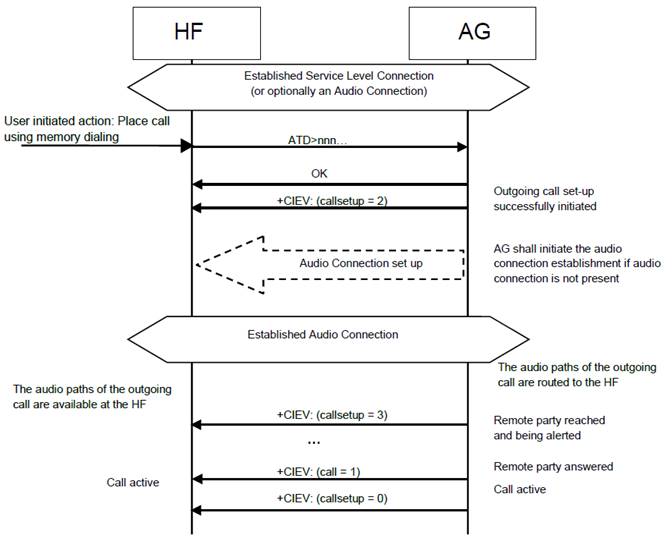 HF
AG
Established Service Level Connection
(or optionally an Audio Connection)
User initiated action: Place call
using memory dialing
ATD>nnn...
OK
+CIEV: (callsetup = 2)
Outgoing call set-up
successfully initiated
Audio Connection set up
AG shall initiate the audio
connection establishment if audio
connection is not present
Established Audio Connection
The audio paths of the outgoing
call are routed to the HF
The audio paths of the outgoing
call are available at the HF
+CIEV: (callsetup = 3)
Remote party reached
and being alerted
...
+CIEV: (call = 1)
Remote party answered
Call active
Call active
+CIEV: (callsetup = 0)